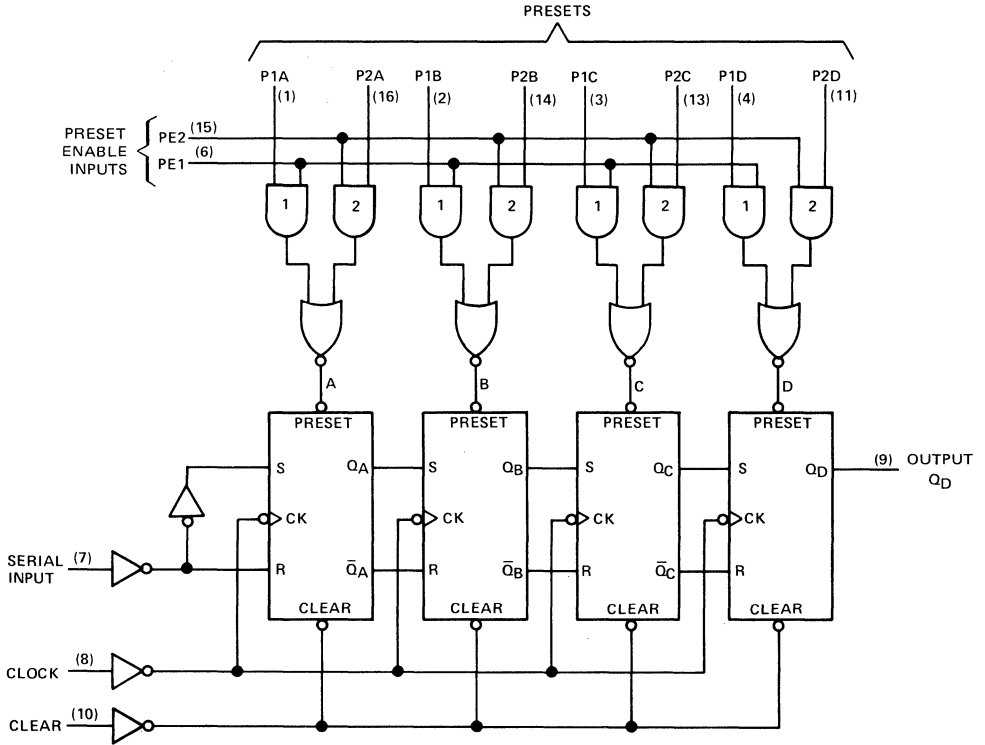 PRESETS
P1A P2A P1B P2B P1C P2C P1D P2D
(1) (16) (2) (14) (3) (13) (4) (11)
PRESET
ENABLE
INPUTS
PE2 (15)
PE1 (6)
1 2 1 2 1 2 1 2
A B C D
PRESET PRESET PRESET PRESET
S QA S QB S QC S QD (9) OUTPUT
QD
CK CK CK CK
SERIAL
INPUT
(7)
R Q̄A R Q̄B R Q̄C R
CLEAR CLEAR CLEAR CLEAR
CLOCK (8)
CLEAR (10)